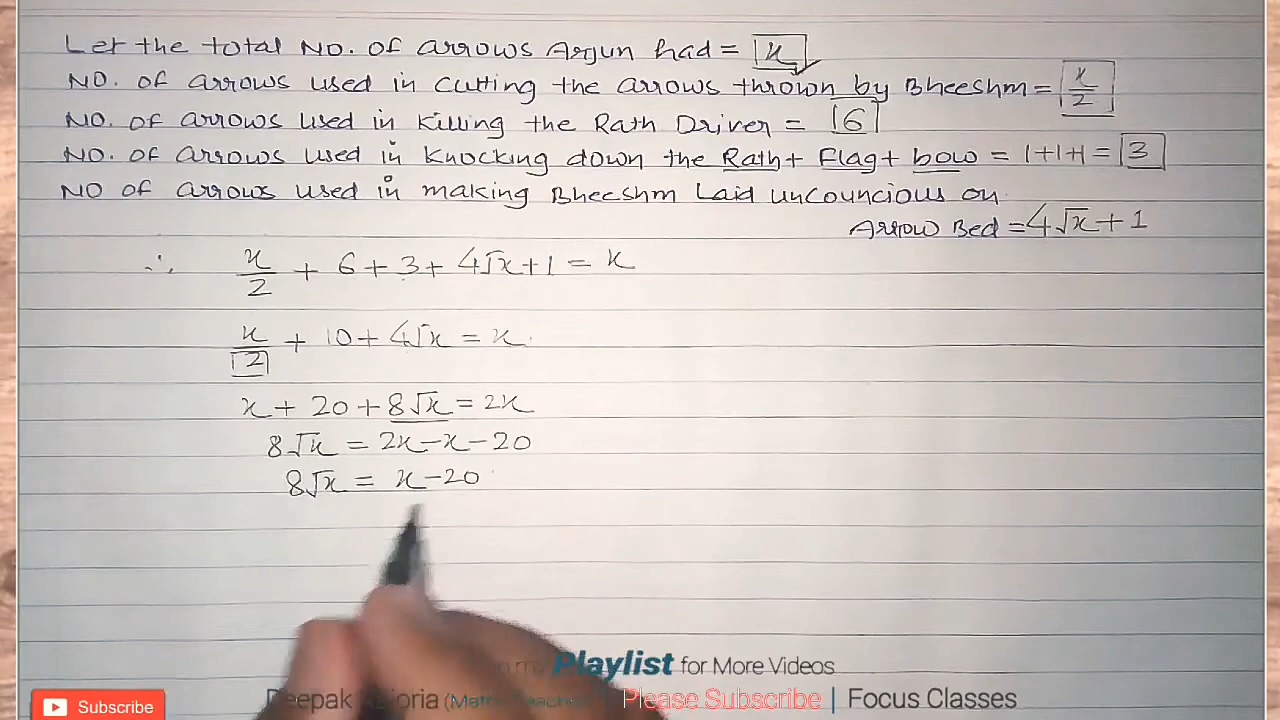 Let the total No. of arrows Arjun had = x
NO. of arrows used in cutting the arrows thrown by Bheeshm = x/2
NO. of arrows used in killing the Rath Driver = 6
NO. of arrows used in knocking down the Rath + Flag + bow = 1+1+1 = 3
NO of arrows used in making Bheeshm Laid uncouncious on
Arrow Bed = 4√x + 1
∴ x/2 + 6 + 3 + 4√x + 1 = x
x/2 + 10 + 4√x = x
x + 20 + 8√x = 2x
8√x = 2x - x - 20
8√x = x - 20
Playlist for More Videos
Deepak Please Subscribe | Focus Classes
Subscribe